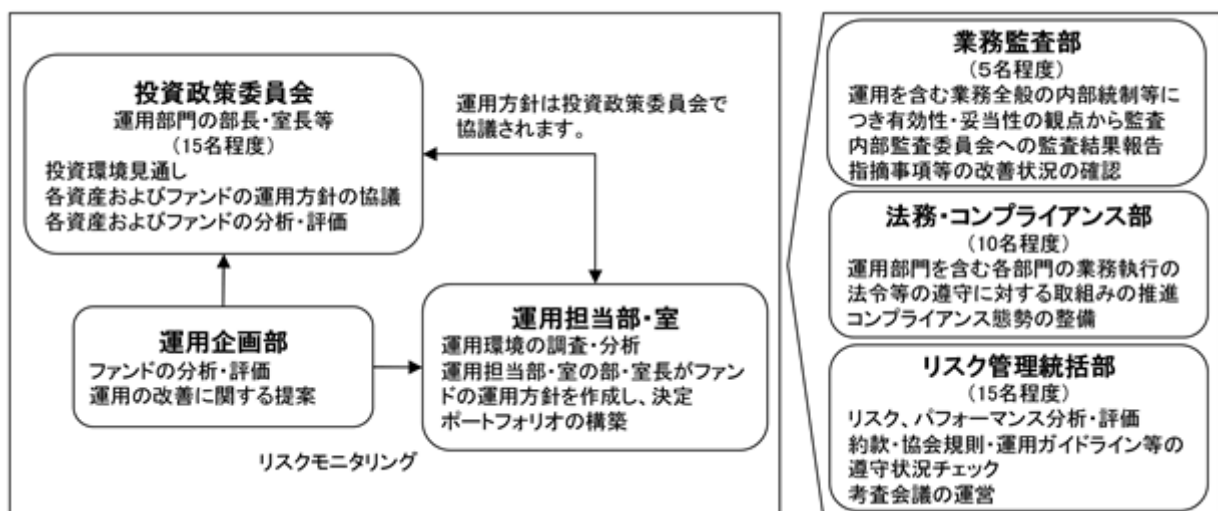 投資政策委員会
運用部門の部長・室長等
(15名程度)
投資環境見通し
各資産およびファンドの運用方針の協議
各資産およびファンドの分析・評価
運用方針は投資政策委員会で
協議されます。
運用企画部
ファンドの分析・評価
運用の改善に関する提案
運用担当部・室
運用環境の調査・分析
運用担当部・室の部・室長がファン
ドの運用方針を作成し、決定
ポートフォリオの構築
リスクモニタリング
業務監査部
(5名程度)
運用を含む業務全般の内部統制等に
つき有効性・妥当性の観点から監査
内部監査委員会への監査結果報告
指摘事項等の改善状況の確認
法務・コンプライアンス部
(10名程度)
運用部門を含む各部門の業務執行の
法令等の遵守に対する取組みの推進
コンプライアンス態勢の整備
リスク管理統括部
(15名程度)
リスク、パフォーマンス分析・評価
約款・協会規則・運用ガイドライン等の
遵守状況チェック
考査会議の運営